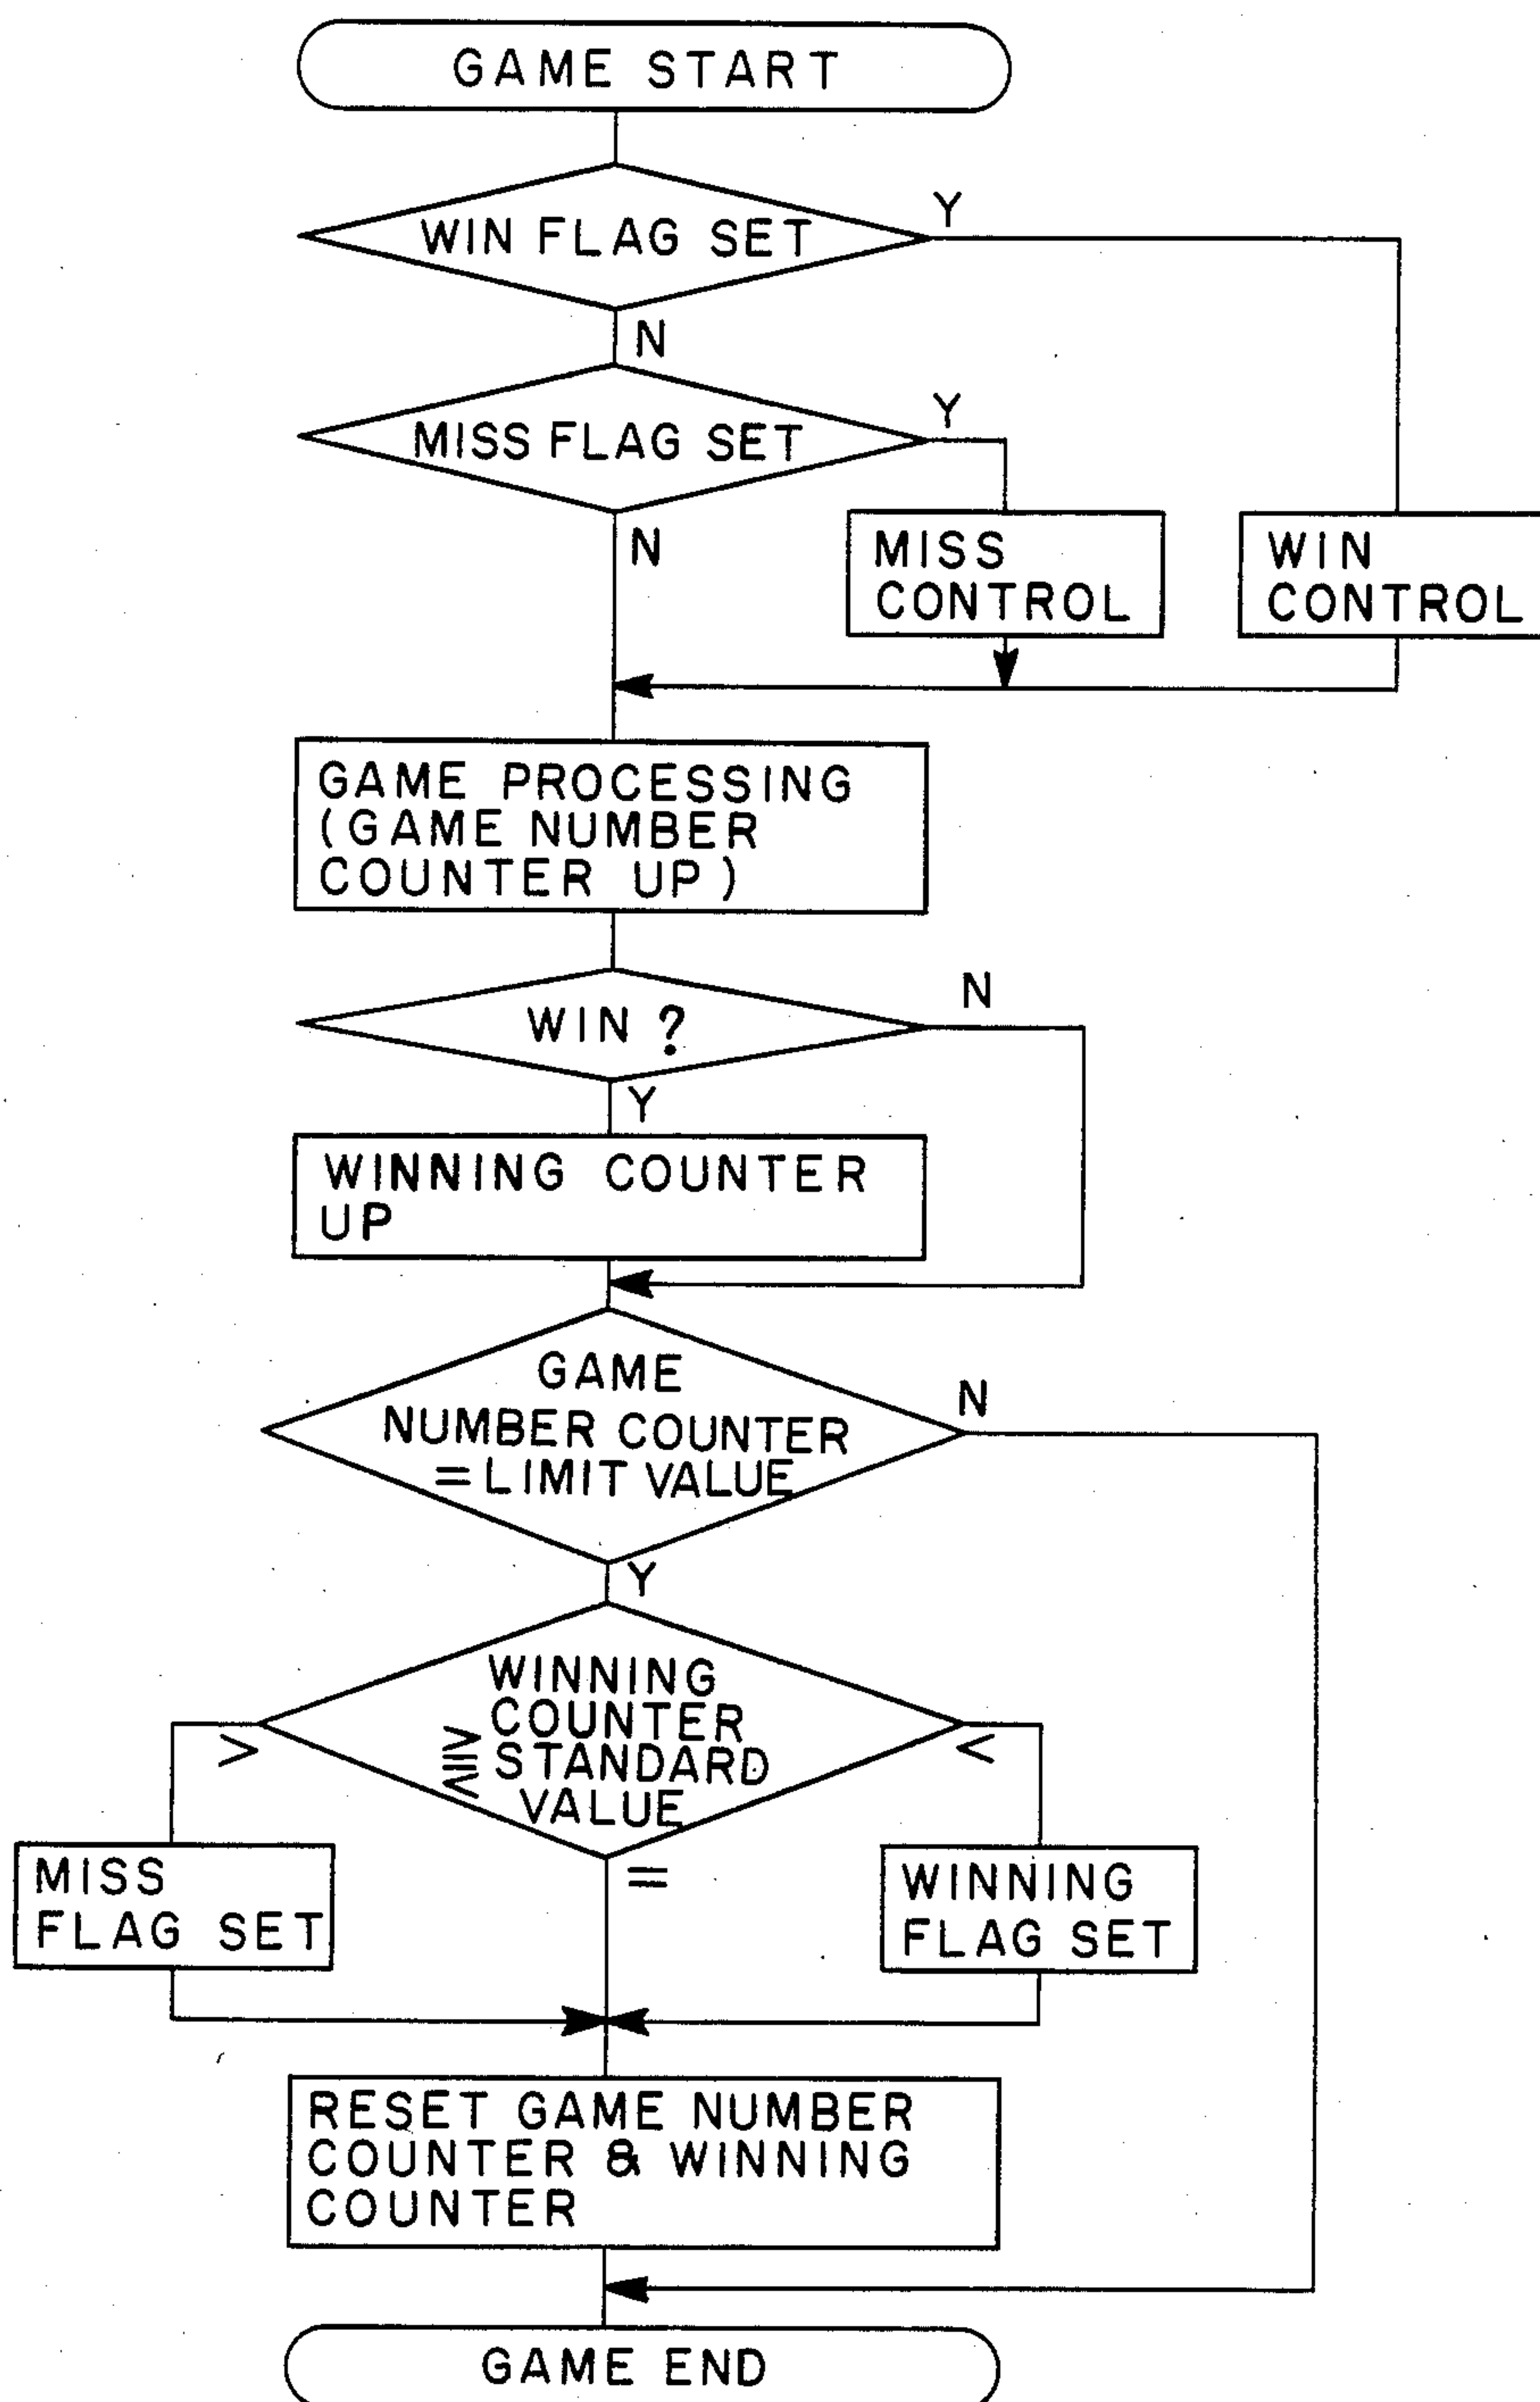 GAME START
WIN FLAG SET
Y
N
MISS FLAG SET
Y
N
MISS
CONTROL
WIN
CONTROL
GAME PROCESSING
(GAME NUMBER
COUNTER UP)
WIN ?
N
Y
WINNING COUNTER
UP
GAME
NUMBER COUNTER
= LIMIT VALUE
N
Y
WINNING
COUNTER
>
=
<
STANDARD
VALUE
>
<
=
MISS
FLAG SET
WINNING
FLAG SET
RESET GAME NUMBER
COUNTER & WINNING
COUNTER
GAME END